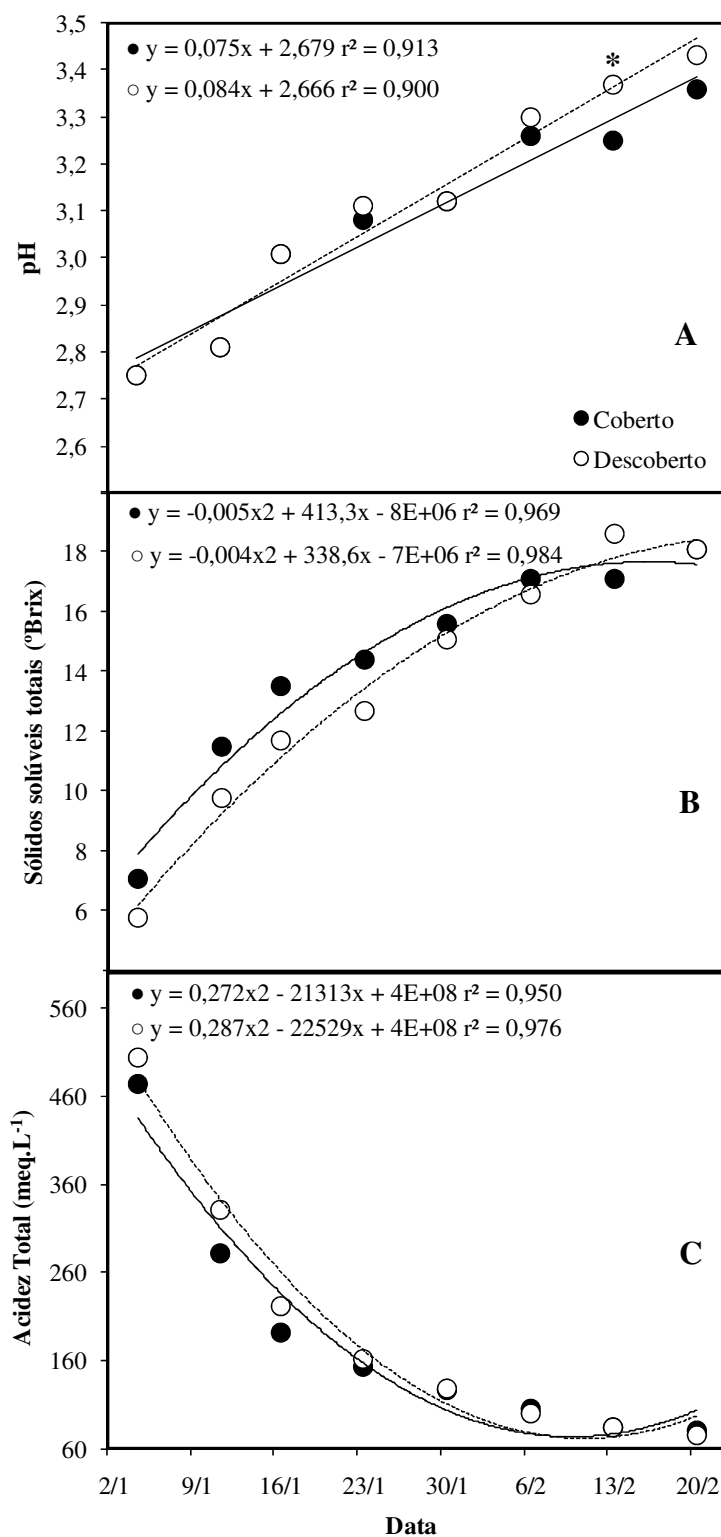 ● y = 0,075x + 2,679 r² = 0,913
○ y = 0,084x + 2,666 r² = 0,900
*
3,5
3,4
3,3
3,2
3,1
3,0
2,9
2,8
2,7
2,6
pH
A
● Coberto
○ Descoberto
● y = -0,005x2 + 413,3x - 8E+06 r² = 0,969
○ y = -0,004x2 + 338,6x - 7E+06 r² = 0,984
18
16
14
12
10
8
6
Sólidos solúveis totais (ºBrix)
B
● y = 0,272x2 - 21313x + 4E+08 r² = 0,950
○ y = 0,287x2 - 22529x + 4E+08 r² = 0,976
560
460
360
260
160
60
Acidez Total (meq.L⁻¹)
C
2/1 9/1 16/1 23/1 30/1 6/2 13/2 20/2
Data